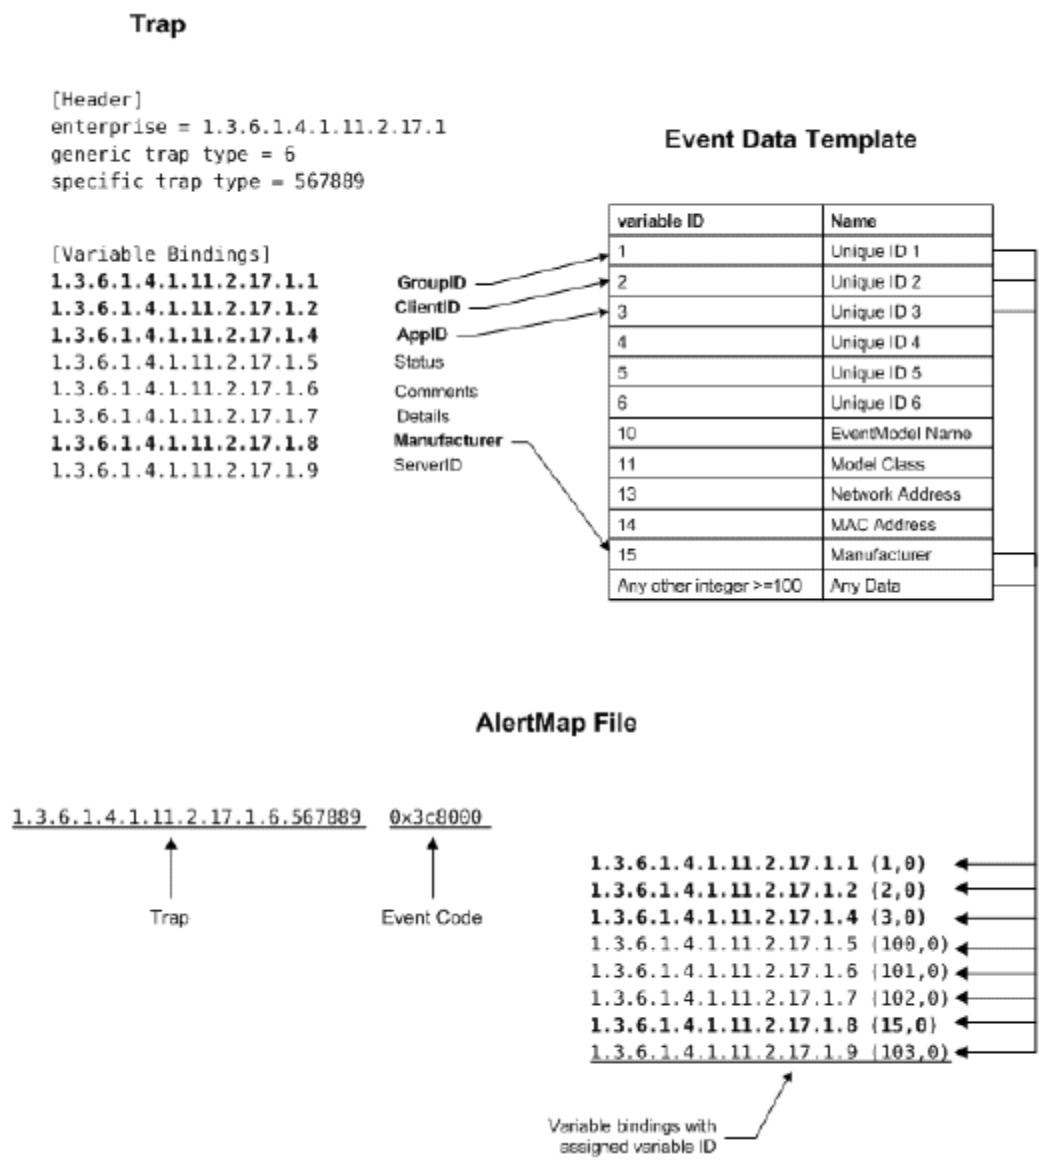 Trap
[Header]
enterprise = 1.3.6.1.4.1.11.2.17.1
generic trap type = 6
specific trap type = 567889
[Variable Bindings]
1.3.6.1.4.1.11.2.17.1.1 GroupID
1.3.6.1.4.1.11.2.17.1.2 ClientID
1.3.6.1.4.1.11.2.17.1.4 AppID
1.3.6.1.4.1.11.2.17.1.5 Status
1.3.6.1.4.1.11.2.17.1.6 Comments
1.3.6.1.4.1.11.2.17.1.7 Details
1.3.6.1.4.1.11.2.17.1.8 Manufacturer
1.3.6.1.4.1.11.2.17.1.9 ServerID
Event Data Template
variable ID Name
1 Unique ID 1
2 Unique ID 2
3 Unique ID 3
4 Unique ID 4
5 Unique ID 5
6 Unique ID 6
10 EventModel Name
11 Model Class
13 Network Address
14 MAC Address
15 Manufacturer
Any other integer >=100 Any Data
AlertMap File
1.3.6.1.4.1.11.2.17.1.6.567889 0x3c8000
Trap Event Code
1.3.6.1.4.1.11.2.17.1.1 (1,0)
1.3.6.1.4.1.11.2.17.1.2 (2,0)
1.3.6.1.4.1.11.2.17.1.4 (3,0)
1.3.6.1.4.1.11.2.17.1.5 (100,0)
1.3.6.1.4.1.11.2.17.1.6 (101,0)
1.3.6.1.4.1.11.2.17.1.7 (102,0)
1.3.6.1.4.1.11.2.17.1.8 (15,0)
1.3.6.1.4.1.11.2.17.1.9 (103,0)
Variable bindings with
assigned variable ID